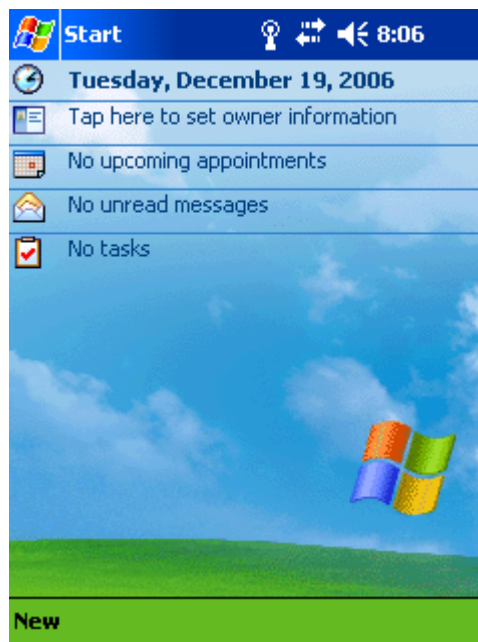 Start 8:06
Tuesday, December 19, 2006
Tap here to set owner information
No upcoming appointments
No unread messages
No tasks
New